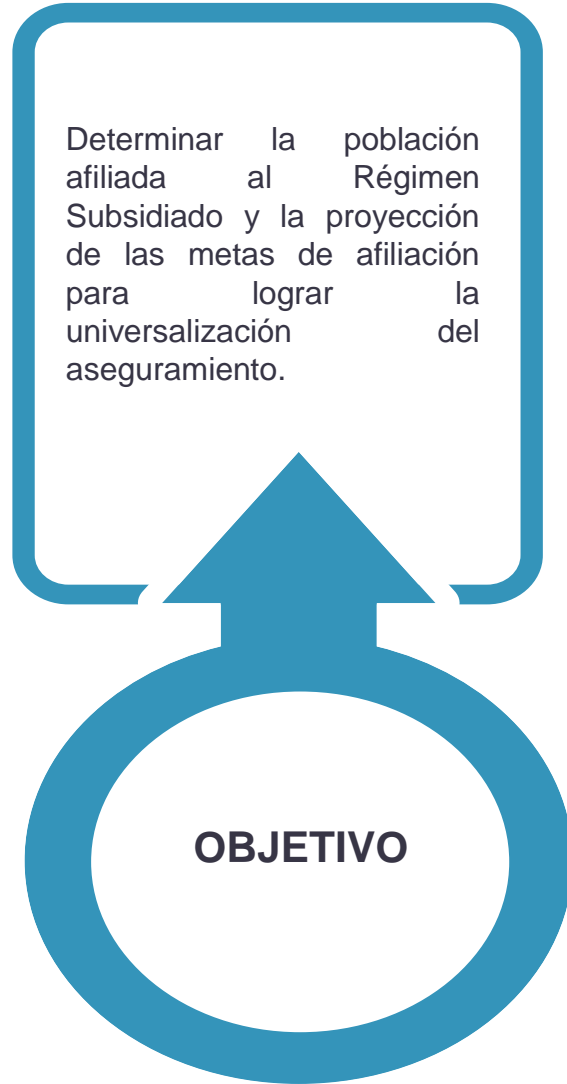 Determinar la población
afiliada al Régimen
Subsidiado y la proyección
de las metas de afiliación
para lograr la
universalización del
aseguramiento.
OBJETIVO